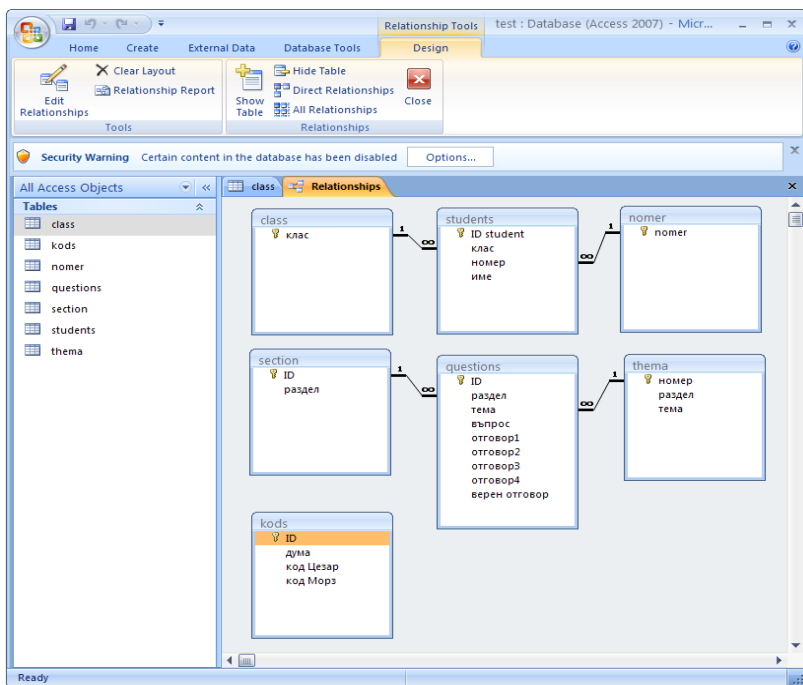 Relationship Tools
test : Database (Access 2007) - Micr...
Home Create External Data Database Tools Design
Edit Relationships
Clear Layout
Relationship Report
Tools
Show Table
Hide Table
Direct Relationships
All Relationships
Close
Relationships
Security Warning Certain content in the database has been disabled Options...
All Access Objects
Tables
class
kods
nomer
questions
section
students
thema
class Relationships
class
клас
1
∞
students
ID student
клас
номер
име
∞
1
nomer
nomer
section
ID
раздел
1
∞
questions
ID
раздел
тема
въпрос
отговор1
отговор2
отговор3
отговор4
верен отговор
∞
1
thema
номер
раздел
тема
kods
ID
дума
код Цезар
код Морз
Ready